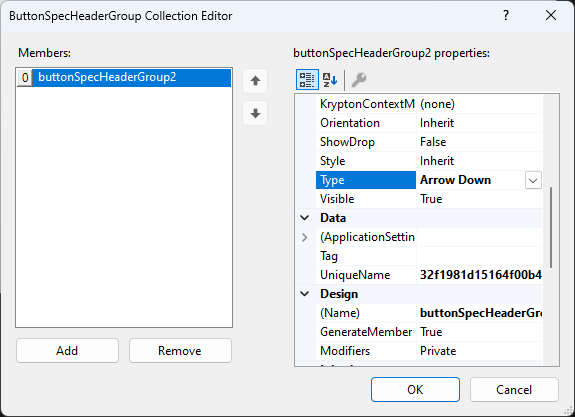 ButtonSpecHeaderGroup Collection Editor
Members:
buttonSpecHeaderGroup2 properties:
0 buttonSpecHeaderGroup2
KryptonContextM (none)
Orientation Inherit
ShowDrop False
Style Inherit
Type Arrow Down
Visible True
Data
(ApplicationSettin
Tag
UniqueName 32f1981d15164f00b4
Design
(Name) buttonSpecHeaderGr
GenerateMember True
Modifiers Private
Add Remove
OK Cancel